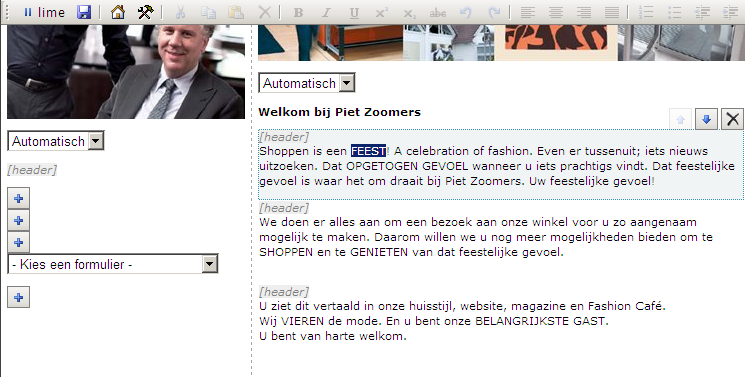 lime
B I U x² x₂ abc
Automatisch
[header]
- Kies een formulier -
Automatisch
Welkom bij Piet Zoomers
[header]
Shoppen is een FEEST! A celebration of fashion. Even er tussenuit; iets nieuws
uitzoeken. Dat OPGETOGEN GEVOEL wanneer u iets prachtigs vindt. Dat feestelijke
gevoel is waar het om draait bij Piet Zoomers. Uw feestelijke gevoel!
[header]
We doen er alles aan om een bezoek aan onze winkel voor u zo aangenaam
mogelijk te maken. Daarom willen we u nog meer mogelijkheden bieden om te
SHOPPEN en te GENIETEN van dat feestelijke gevoel.
[header]
U ziet dit vertaald in onze huisstijl, website, magazine en Fashion Café.
Wij VIEREN de mode. En u bent onze BELANGRIJKSTE GAST.
U bent van harte welkom.